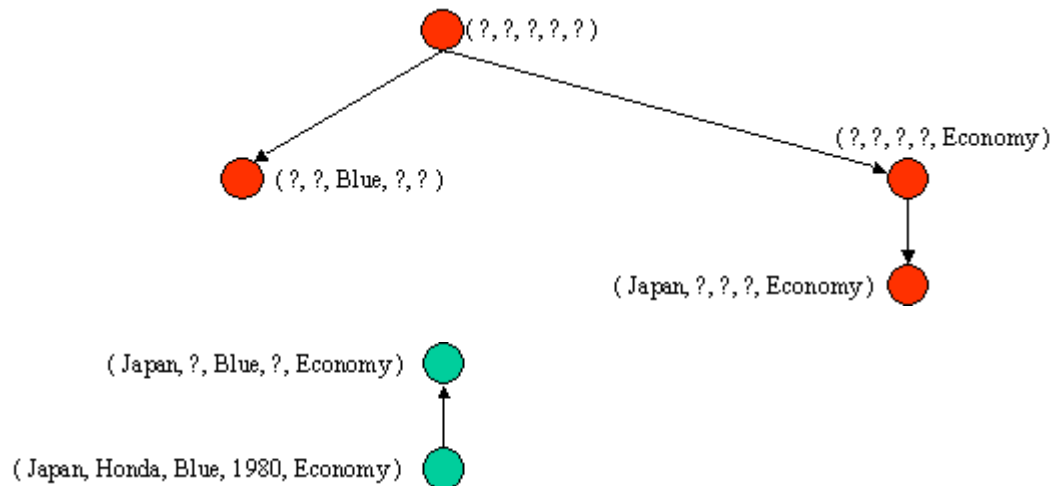 ( ?, ?, ?, ?, ? )
( ?, ?, ?, ?, Economy )
( ?, ?, Blue, ?, ? )
( Japan, ?, ?, ?, Economy )
( Japan, ?, Blue, ?, Economy )
( Japan, Honda, Blue, 1980, Economy )